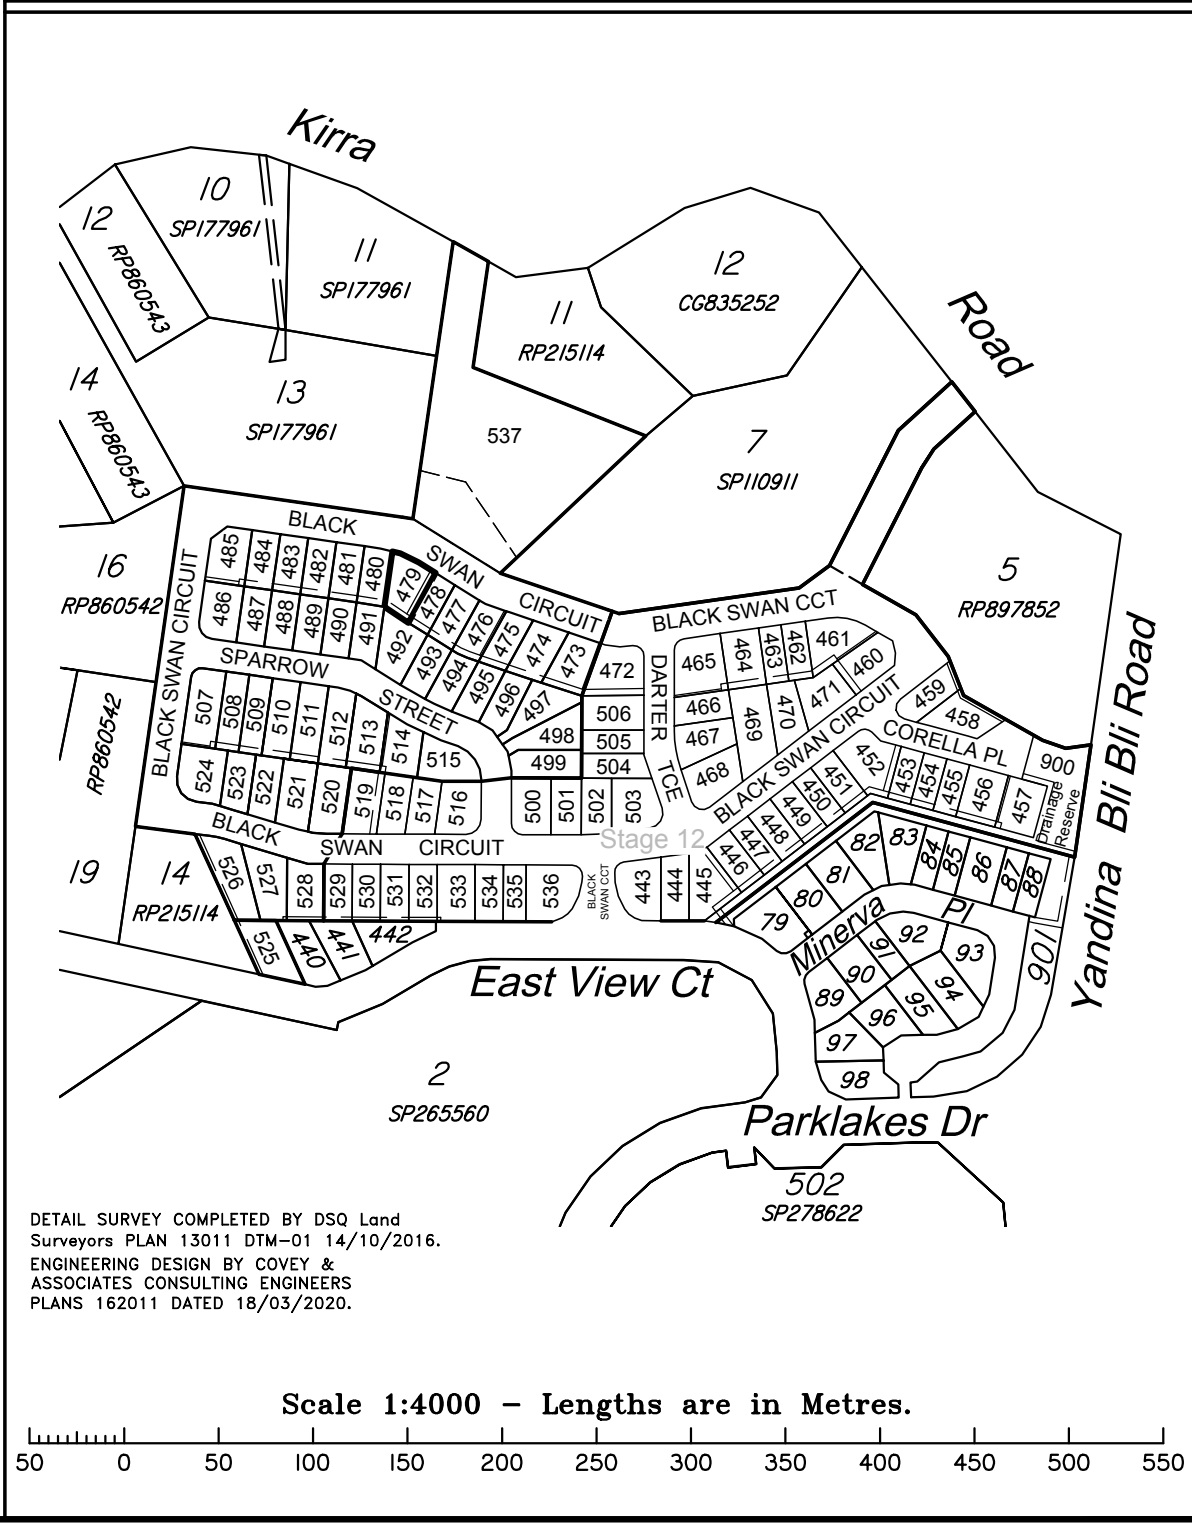 Kirra
Road
10
SP177961
12
RP860543
11
SP177961
11
RP215114
12
CG835252
14
RP860543
13
SP177961
537
7
SP110911
5
RP897852
16
RP860542
RP860542
19
14
RP215114
BLACK
SWAN
CIRCUIT
BLACK SWAN CCT
BLACK SWAN CIRCUIT
485
484
483
482
481
480
479
478
477
476
475
474
473
486
487
488
489
490
491
492
493
494
495
496
497
498
499
SPARROW
STREET
507
508
509
510
511
512
513
514
515
524
523
522
521
520
519
518
517
516
500
501
502
503
472
506
505
504
DARTER
TCE
465
464
463
462
461
460
466
467
468
469
470
471
BLACK SWAN CIRCUIT
459
458
CORELLA PL
900
Drainage
Reserve
452
453
454
455
456
457
451
450
449
448
447
446
BLACK
SWAN
CIRCUIT
Stage 12
526
527
528
529
530
531
532
533
534
535
536
BLACK
SWAN CCT
443
444
445
525
440
441
442
79
80
81
82
83
84
85
86
87
88
Minerva
Pl
89
90
91
92
93
94
95
96
97
98
901
Yandina Bli Bli Road
East View Ct
2
SP265560
Parklakes Dr
502
SP278622
DETAIL SURVEY COMPLETED BY DSQ Land
Surveyors PLAN 13011 DTM-01 14/10/2016.
ENGINEERING DESIGN BY COVEY &
ASSOCIATES CONSULTING ENGINEERS
PLANS 162011 DATED 18/03/2020.
Scale 1:4000 - Lengths are in Metres.
50 0 50 100 150 200 250 300 350 400 450 500 550